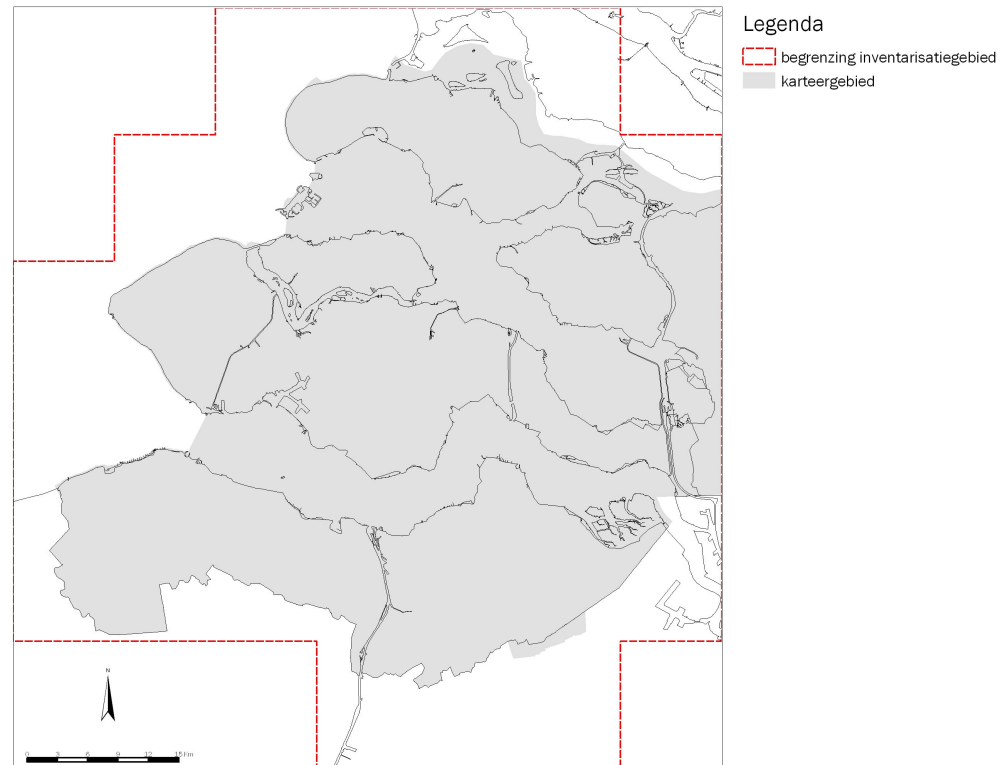 Legenda
begrenzing inventarisatiegebied
karteergebied
N
0 3 6 9 12 15 Km